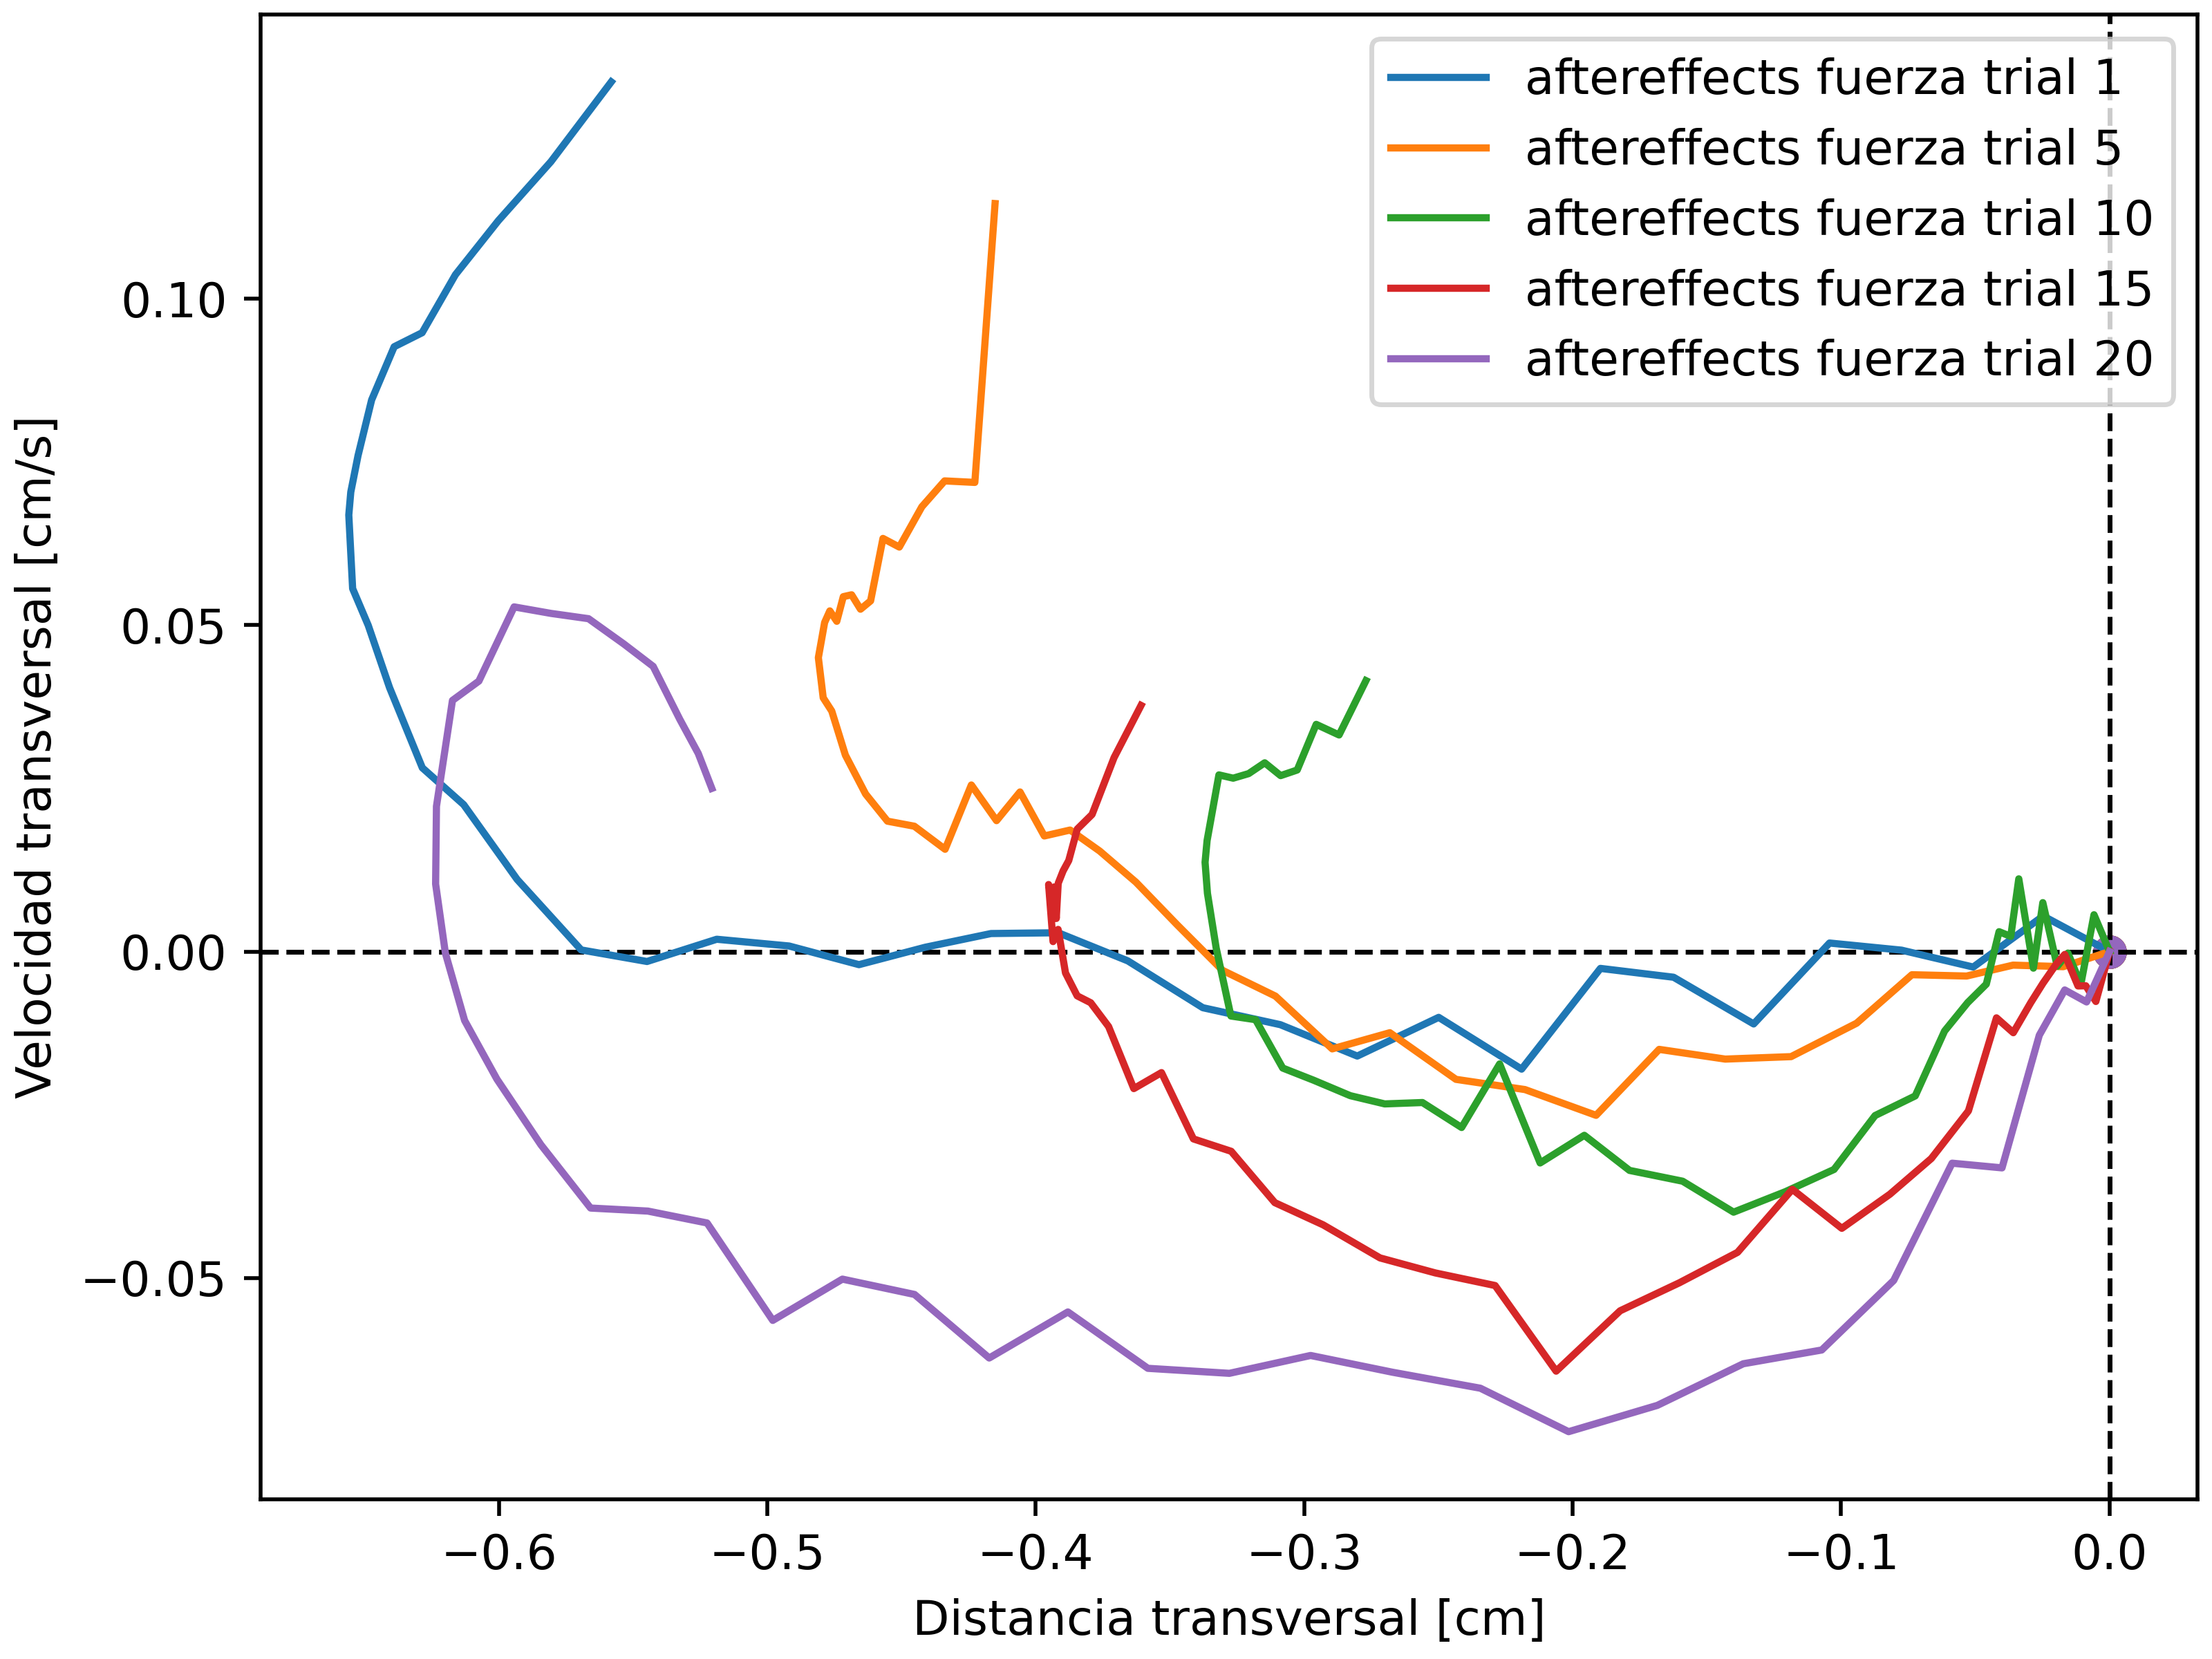 aftereffects fuerza trial 1
aftereffects fuerza trial 5
aftereffects fuerza trial 10
aftereffects fuerza trial 15
aftereffects fuerza trial 20
Velocidad transversal [cm/s]
0.10
0.05
0.00
−0.05
−0.6 −0.5 −0.4 −0.3 −0.2 −0.1 0.0
Distancia transversal [cm]